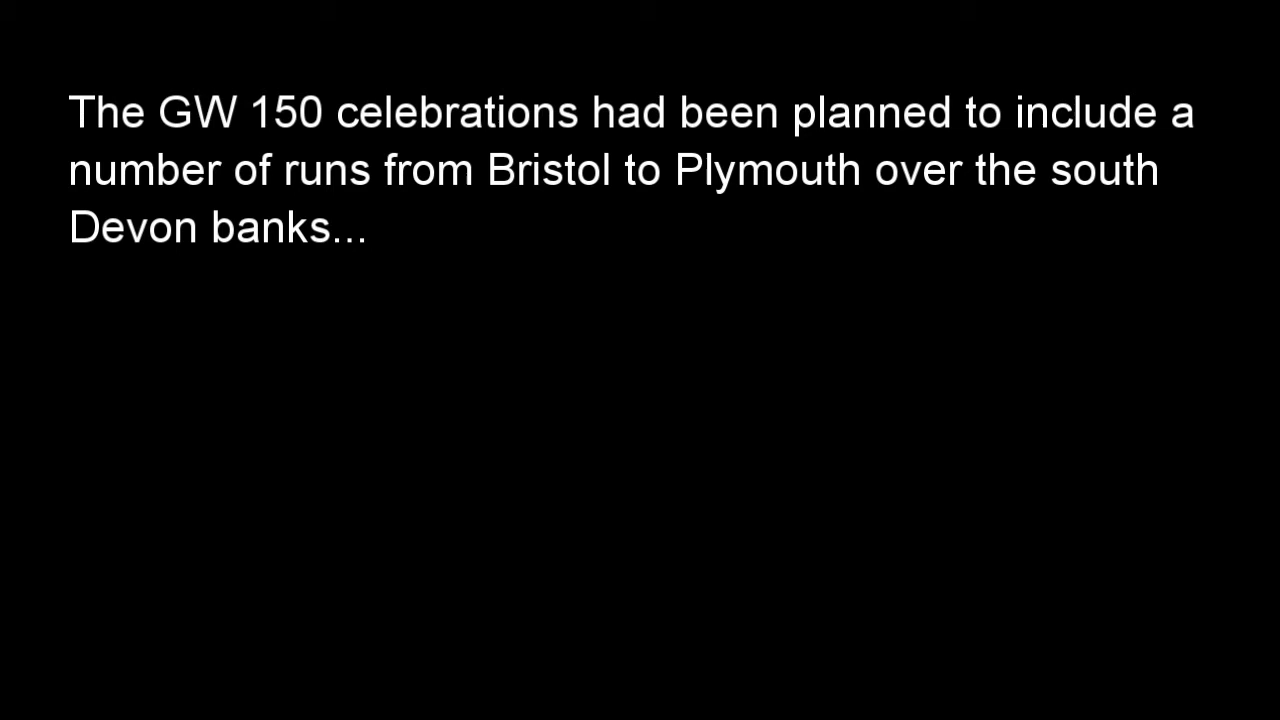 The GW 150 celebrations had been planned to include a
number of runs from Bristol to Plymouth over the south
Devon banks...